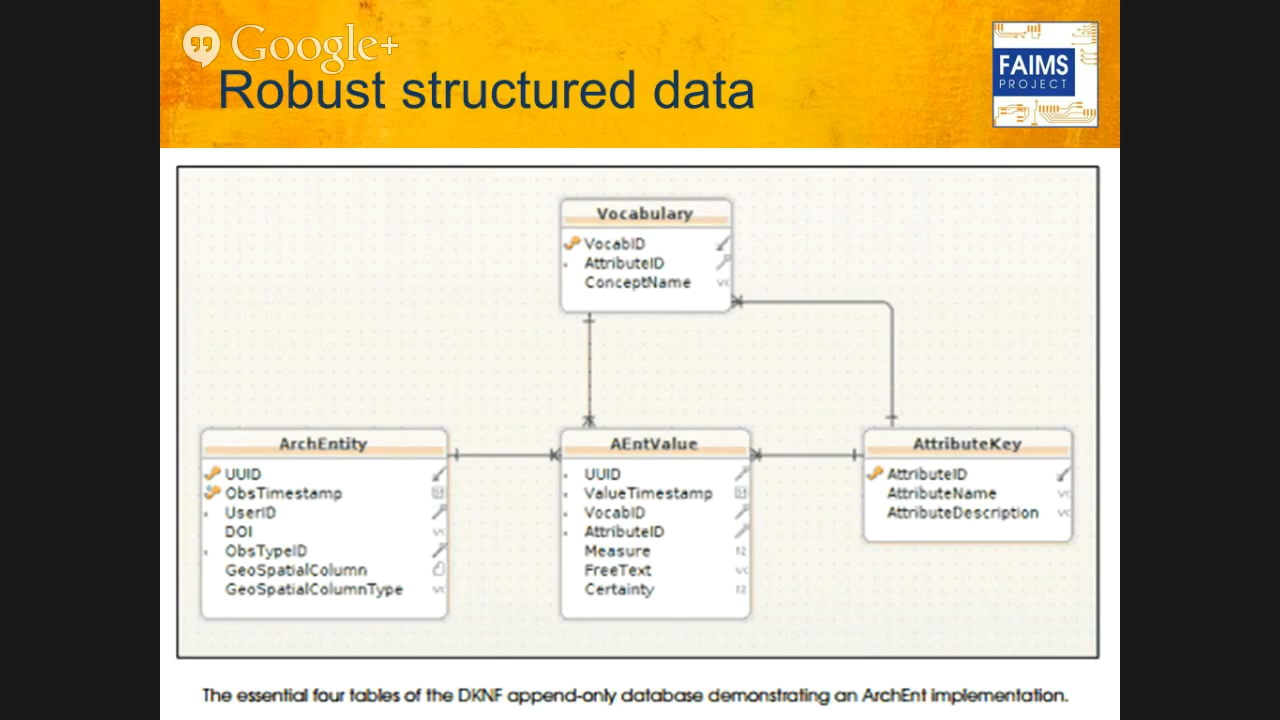 Google+
Robust structured data
FAIMS
PROJECT
Vocabulary
VocabID
AttributeID
ConceptName
ArchEntity
UUID
ObsTimestamp
UserID
DOI
ObsTypeID
GeoSpatialColumn
GeoSpatialColumnType
AEntValue
UUID
ValueTimestamp
VocabID
AttributeID
Measure
FreeText
Certainty
AttributeKey
AttributeID
AttributeName
AttributeDescription
The essential four tables of the DKNF append-only database demonstrating an ArchEnt implementation.